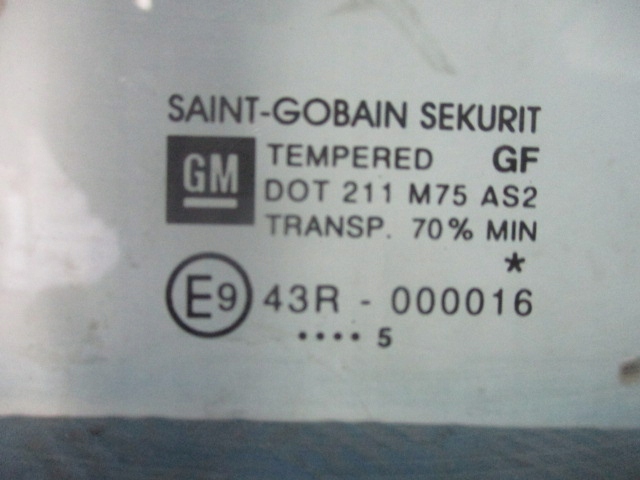 SAINT-GOBAIN SEKURIT
GM
TEMPERED GF
DOT 211 M75 AS2
TRANSP. 70% MIN
*
E9 43R - 000016
.... 5